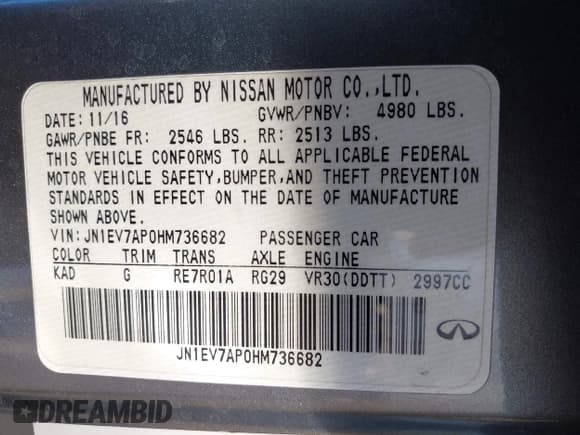 MANUFACTURED BY NISSAN MOTOR CO.,LTD.
DATE: 11/16 GVWR/PNBV: 4980 LBS.
GAWR/PNBE FR: 2546 LBS. RR: 2513 LBS.
THIS VEHICLE CONFORMS TO ALL APPLICABLE FEDERAL
MOTOR VEHICLE SAFETY,BUMPER,AND THEFT PREVENTION
STANDARDS IN EFFECT ON THE DATE OF MANUFACTURE
SHOWN ABOVE.
VIN: JN1EV7AP0HM736682 PASSENGER CAR
COLOR TRIM TRANS AXLE ENGINE
KAD G RE7R01A RG29 VR30(DDTT) 2997CC
JN1EV7AP0HM736682
DREAMBID